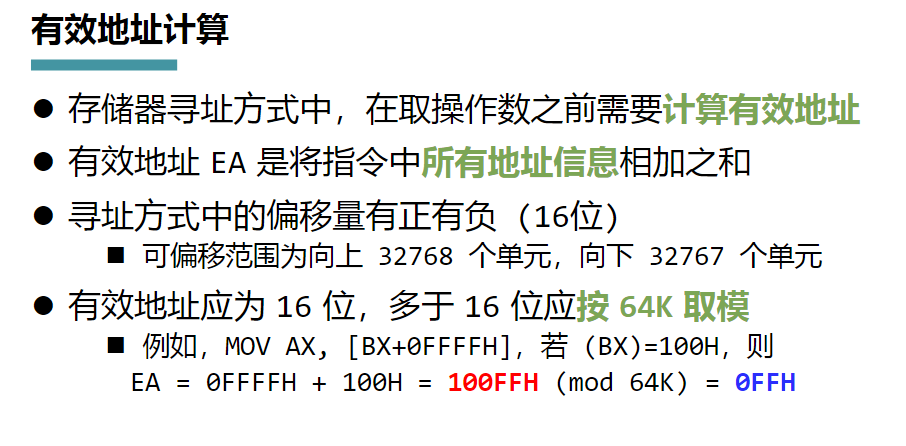 有效地址计算
● 存储器寻址方式中，在取操作数之前需要计算有效地址
● 有效地址 EA 是将指令中所有地址信息相加之和
● 寻址方式中的偏移量有正有负（16位）
■ 可偏移范围为向上 32768 个单元，向下 32767 个单元
● 有效地址应为 16 位，多于 16 位应按 64K 取模
■ 例如，MOV AX, [BX+0FFFFH]，若 (BX)=100H，则
EA = 0FFFFH + 100H = 100FFH (mod 64K) = 0FFH